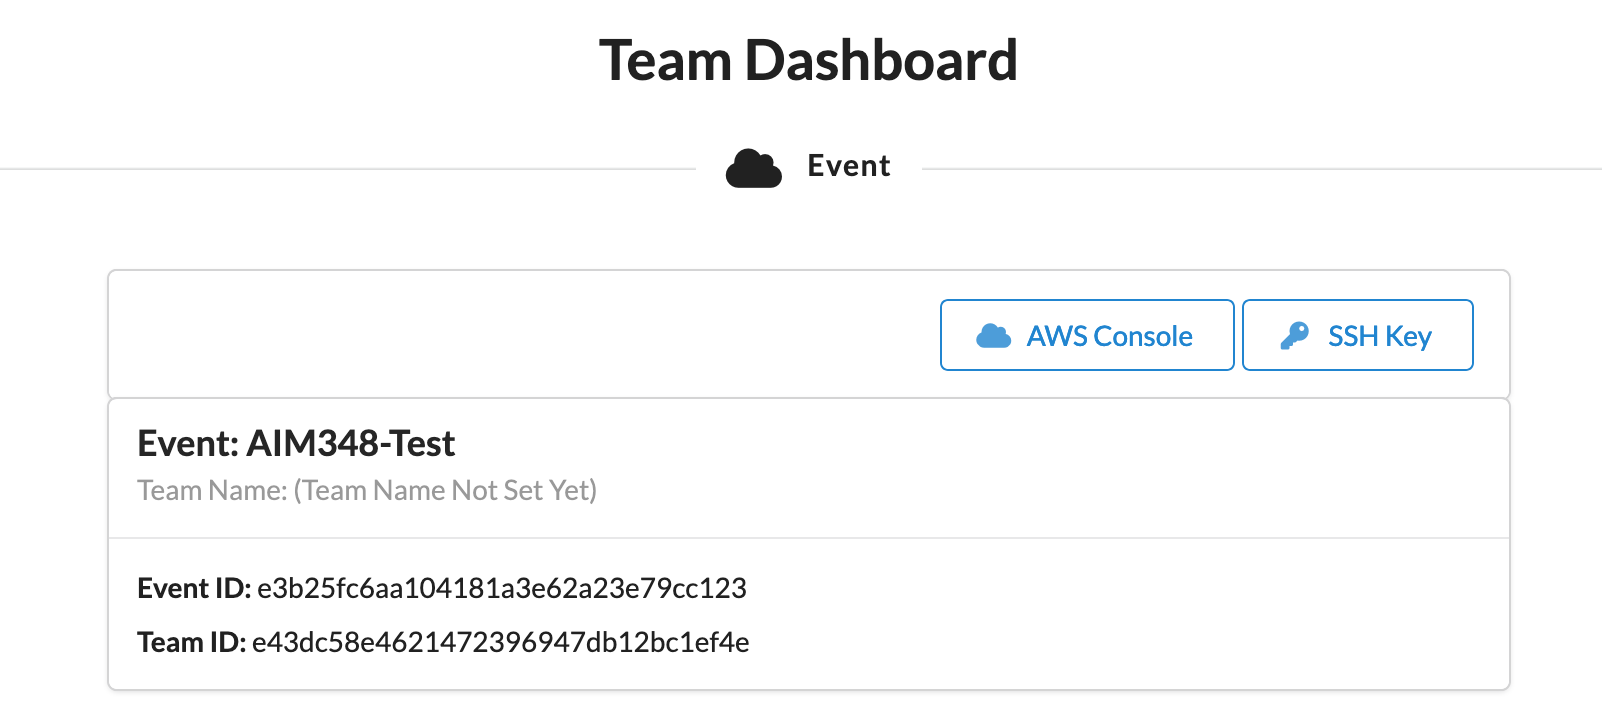 Team Dashboard
Event
AWS Console
SSH Key
Event: AIM348-Test
Team Name: (Team Name Not Set Yet)
Event ID: e3b25fc6aa104181a3e62a23e79cc123
Team ID: e43dc58e4621472396947db12bc1ef4e